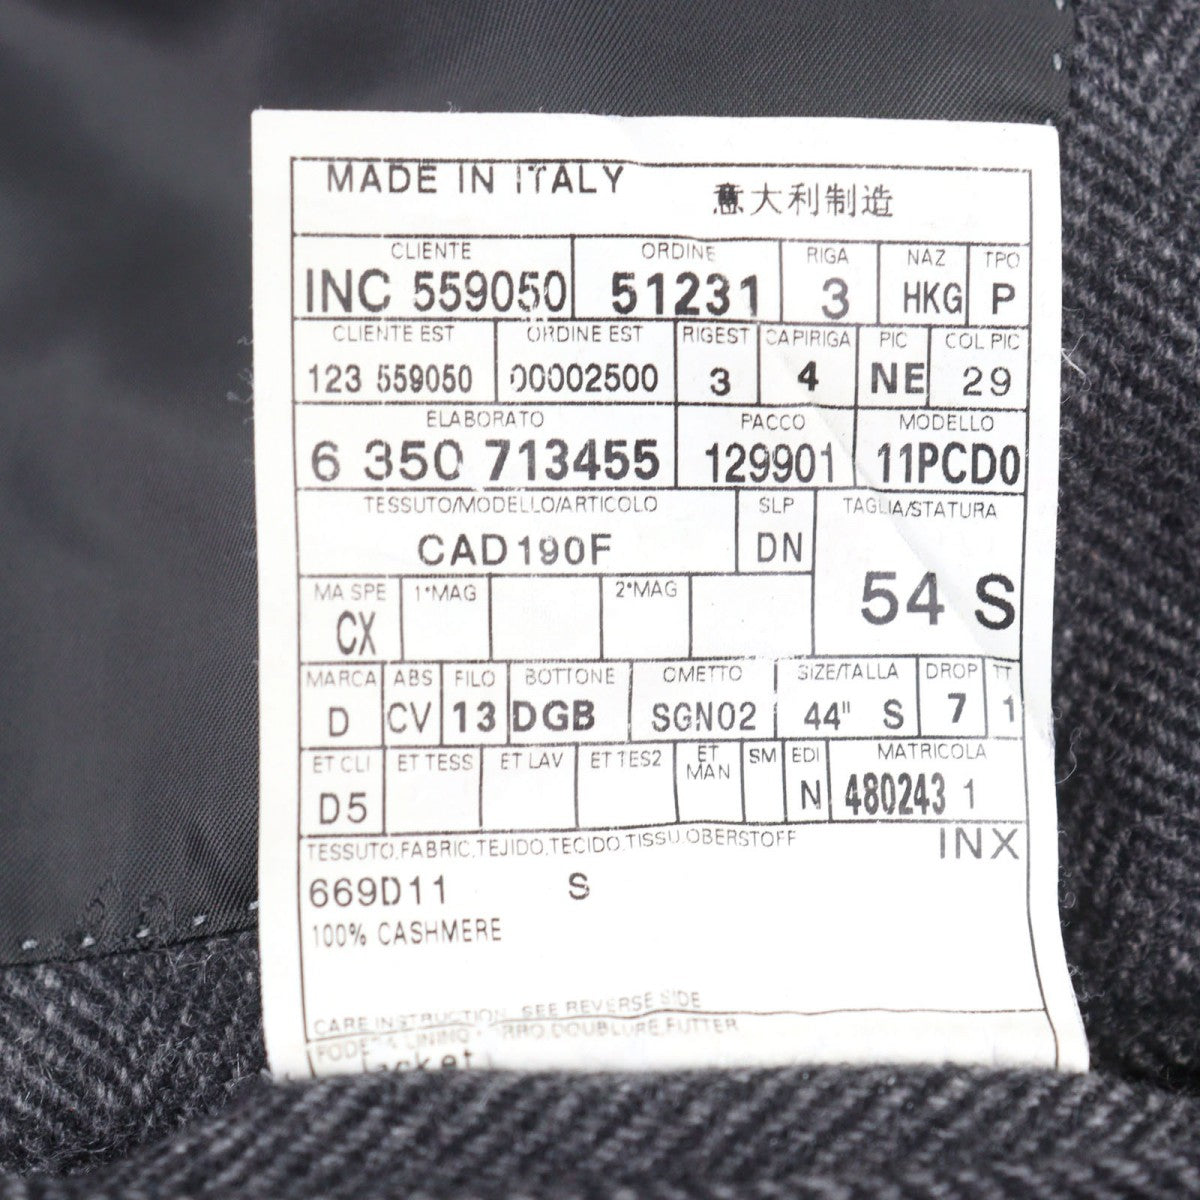 MADE IN ITALY 意大利制造
CLIENTE ORDINE RIGA NAZ TPO
INC 559050 51231 3 HKG P
CLIENTE EST ORDINE EST RIGEST CAPIRIGA PIC COL PIC
123 559050 00002500 3 4 NE 29
ELABORATO PACCO MODELLO
6 350 713455 129901 11PCD0
TESSUTO/MODELLO/ARTICOLO SLP TAGLIA/STATURA
CAD190F DN
54 S
MA SPE 1°MAG 2°MAG
CX
MARCA ABS FILO BOTTONE OMETTO SIZE/TALLA DROP TT
D CV 13 DGB SGN02 44" S 7 1
ET CLI ET TESS ET LAV ET TES2 ET MAN SM EDI MATRICOLA
D5 N 480243 1
TESSUTO,FABRIC,TEJIDO,TECIDO,TISSU,OBERSTOFF INX
669D11 S
100% CASHMERE
CARE INSTRUCTION SEE REVERSE SIDE
DOUBLURE,FUTTER
Jacket